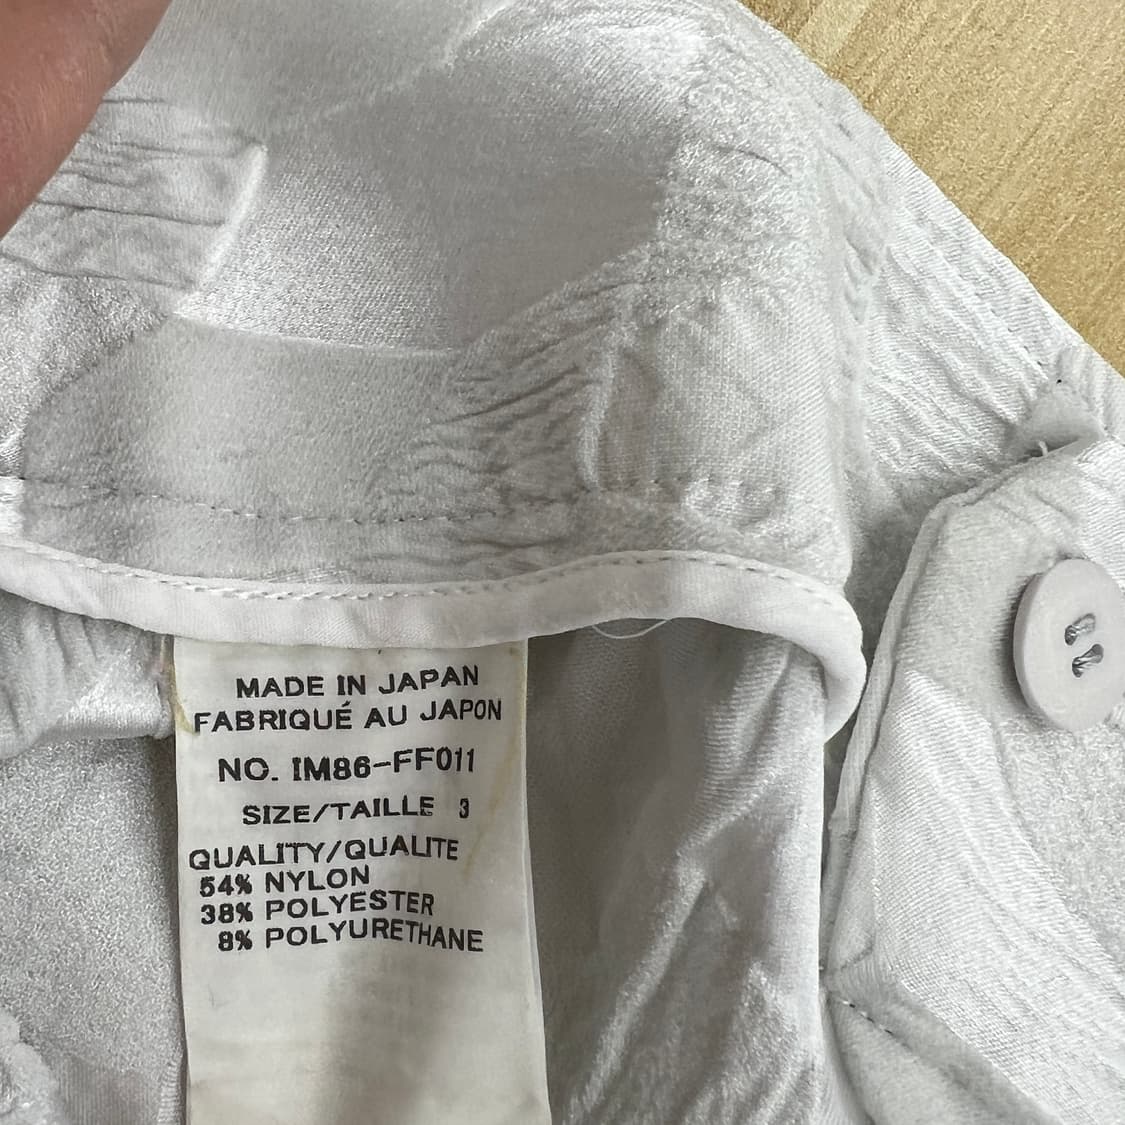 MADE IN JAPAN
FABRIQUÉ AU JAPON
NO. IM86-FF011
SIZE/TAILLE 3
QUALITY/QUALITE
54% NYLON
38% POLYESTER
8% POLYURETHANE